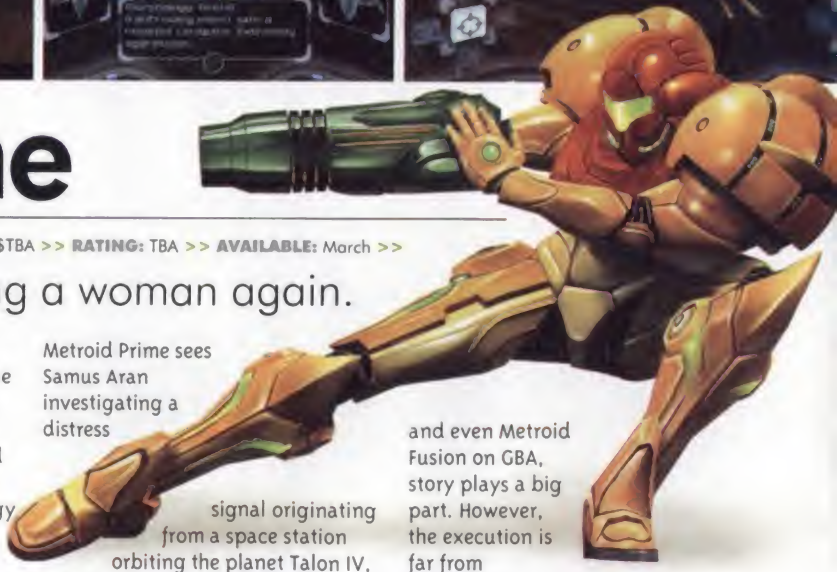 e
$TBA >> RATING: TBA >> AVAILABLE: March >>
g a woman again.
Metroid Prime sees
Samus Aran
investigating a
distress
signal originating
from a space station
orbiting the planet Talon IV.
and even Metroid
Fusion on GBA,
story plays a big
part. However,
the execution is
far from